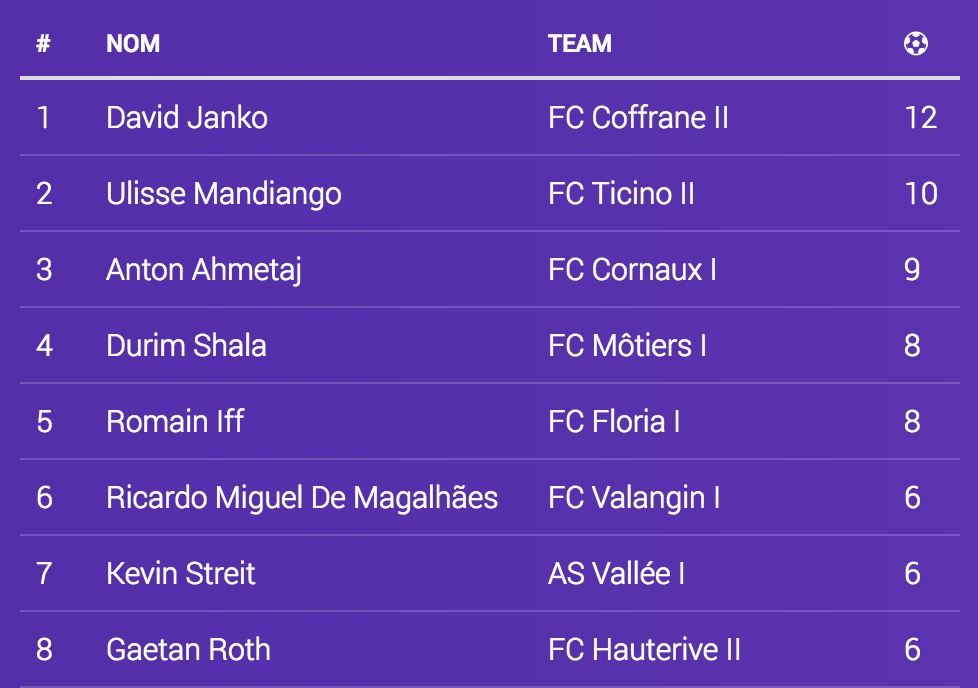 # NOM TEAM ⚽
1 David Janko FC Coffrane II 12
2 Ulisse Mandiango FC Ticino II 10
3 Anton Ahmetaj FC Cornaux I 9
4 Durim Shala FC Môtiers I 8
5 Romain Iff FC Floria I 8
6 Ricardo Miguel De Magalhães FC Valangin I 6
7 Kevin Streit AS Vallée I 6
8 Gaetan Roth FC Hauterive II 6